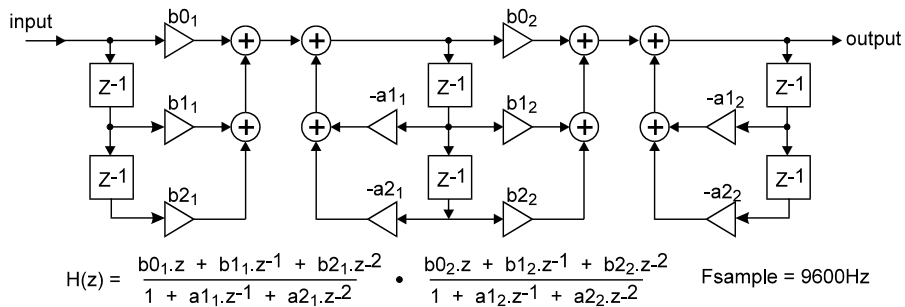 input
b0₁
b0₂
output
z-1
z-1
z-1
b1₁
-a1₁
b1₂
-a1₂
z-1
z-1
z-1
b2₁
-a2₁
b2₂
-a2₂
H(z) = b0₁.z + b1₁.z-1 + b2₁.z-2 • b0₂.z + b1₂.z-1 + b2₂.z-2 Fsample = 9600Hz
1 + a1₁.z-1 + a2₁.z-2 1 + a1₂.z-1 + a2₂.z-2